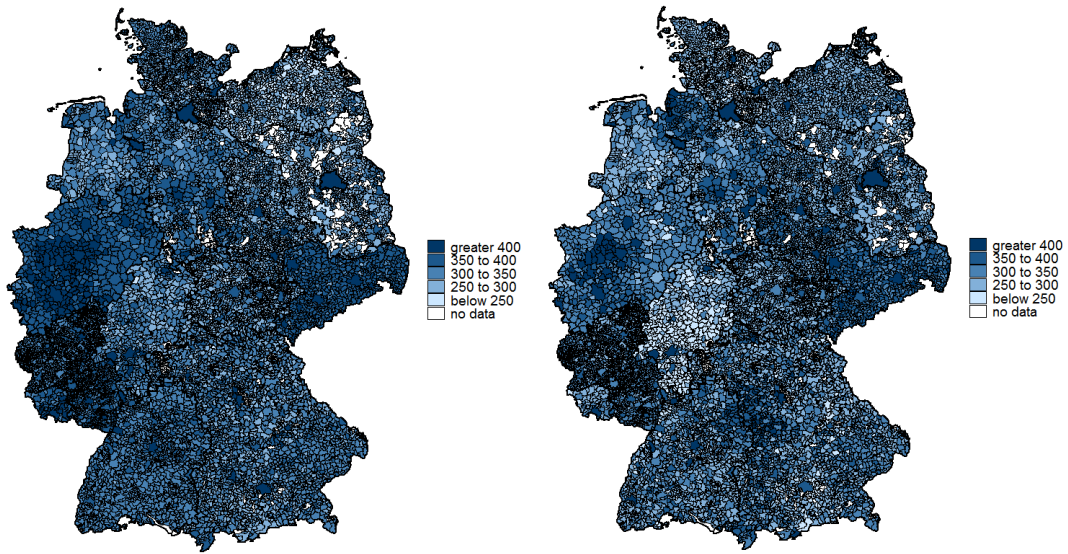 greater 400
350 to 400
300 to 350
250 to 300
below 250
no data
greater 400
350 to 400
300 to 350
250 to 300
below 250
no data